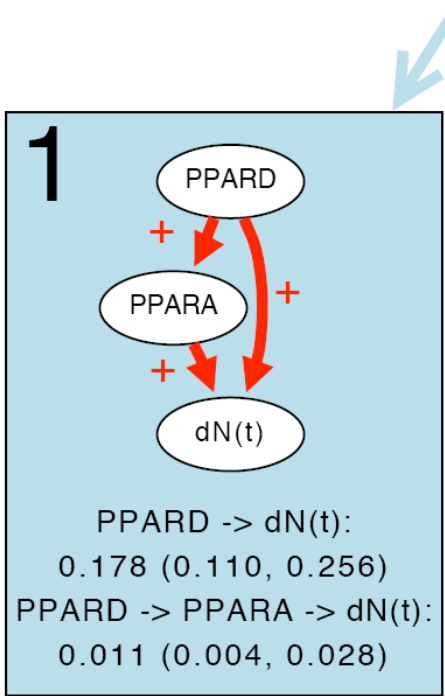 1
PPARD
+
PPARA
+
+
dN(t)
PPARD -> dN(t):
0.178 (0.110, 0.256)
PPARD -> PPARA -> dN(t):
0.011 (0.004, 0.028)